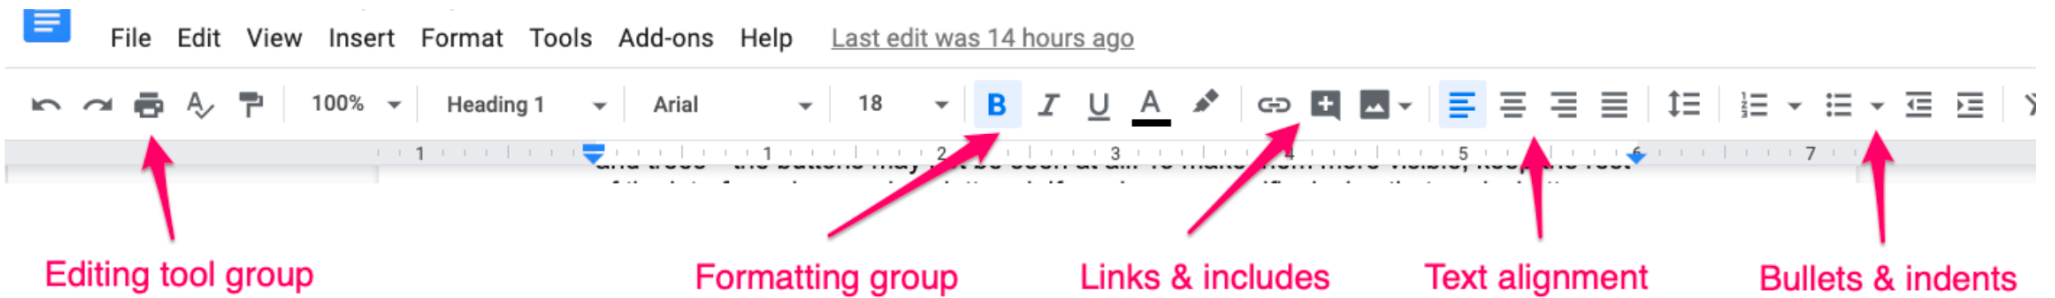 File Edit View Insert Format Tools Add-ons Help Last edit was 14 hours ago
100% Heading 1 Arial 18 B I U A
1 1 2 3 4 5 6 7
Editing tool group Formatting group Links & includes Text alignment Bullets & indents